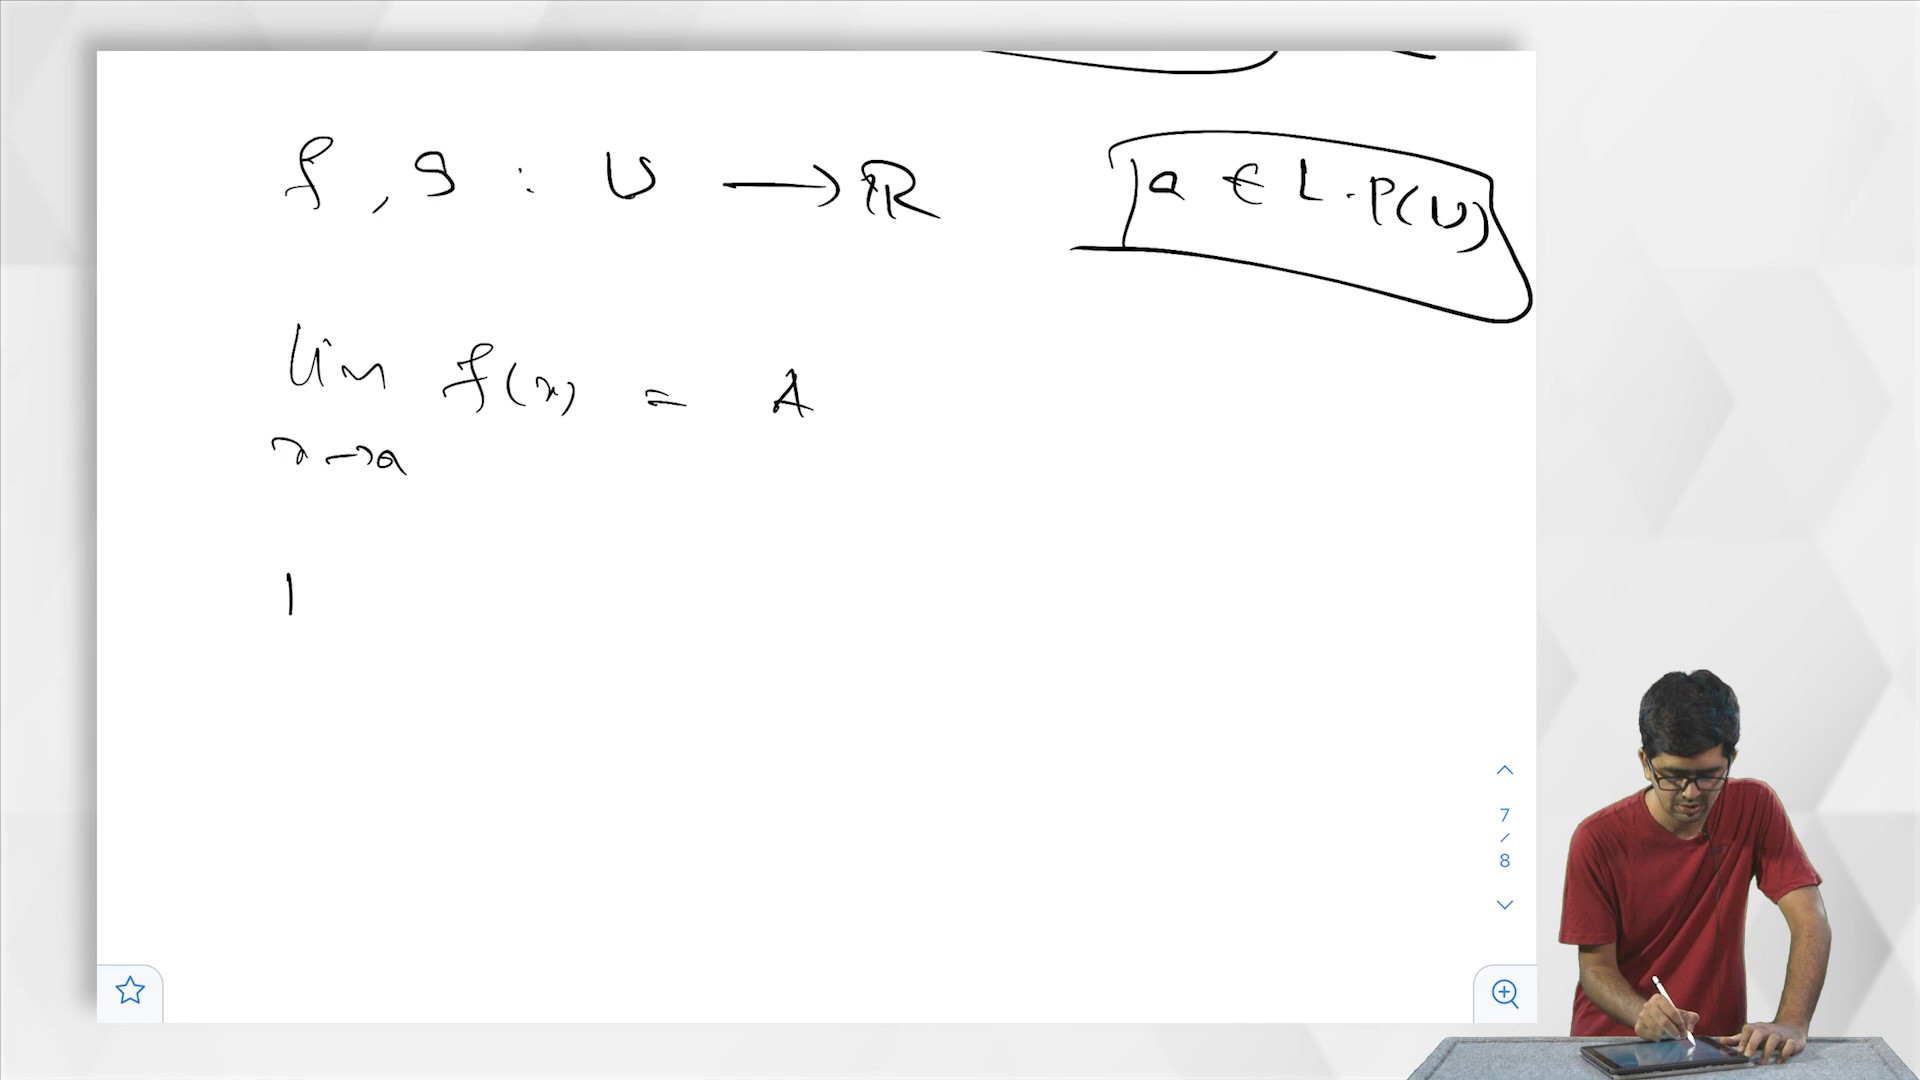 f, g : U → ℝ a ∈ L.P(U)
lim f(x) = A
x→a
7
/
8